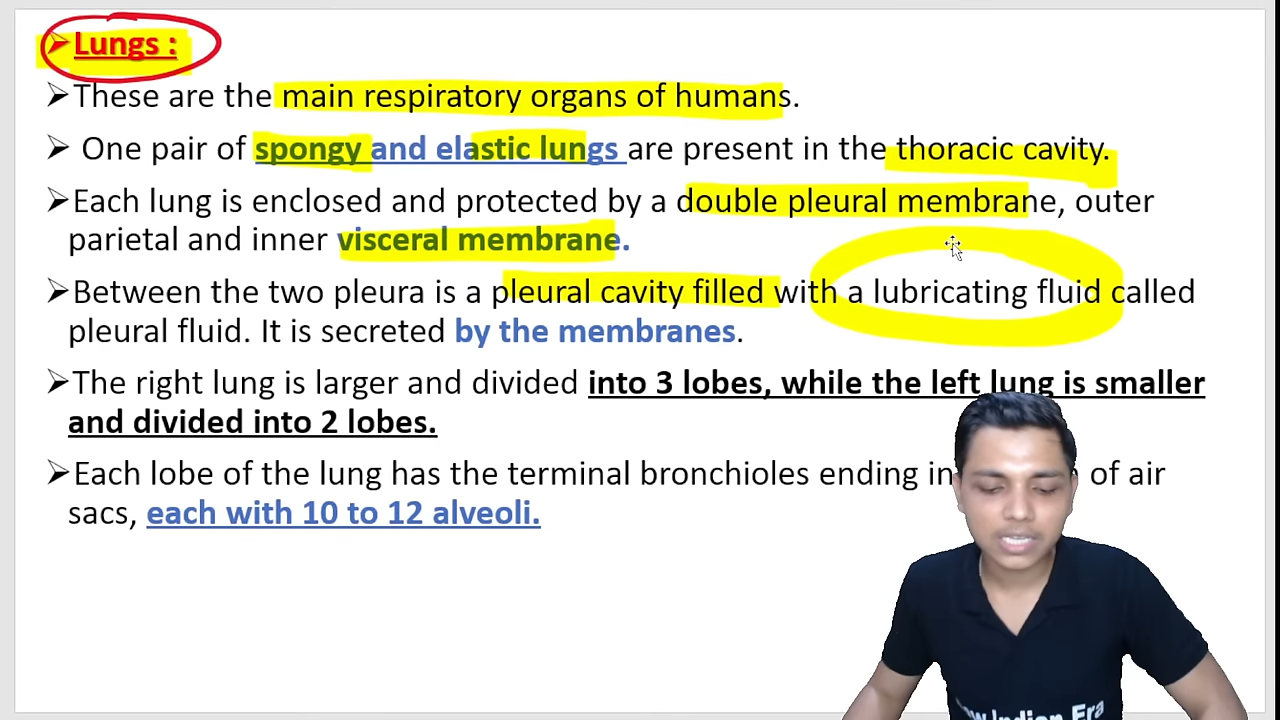 ➢Lungs :
➢These are the main respiratory organs of humans.
➢ One pair of spongy and elastic lungs are present in the thoracic cavity.
➢Each lung is enclosed and protected by a double pleural membrane, outer
parietal and inner visceral membrane.
➢Between the two pleura is a pleural cavity filled with a lubricating fluid called
pleural fluid. It is secreted by the membranes.
➢The right lung is larger and divided into 3 lobes, while the left lung is smaller
and divided into 2 lobes.
➢Each lobe of the lung has the terminal bronchioles ending in of air
sacs, each with 10 to 12 alveoli.
Indian Era